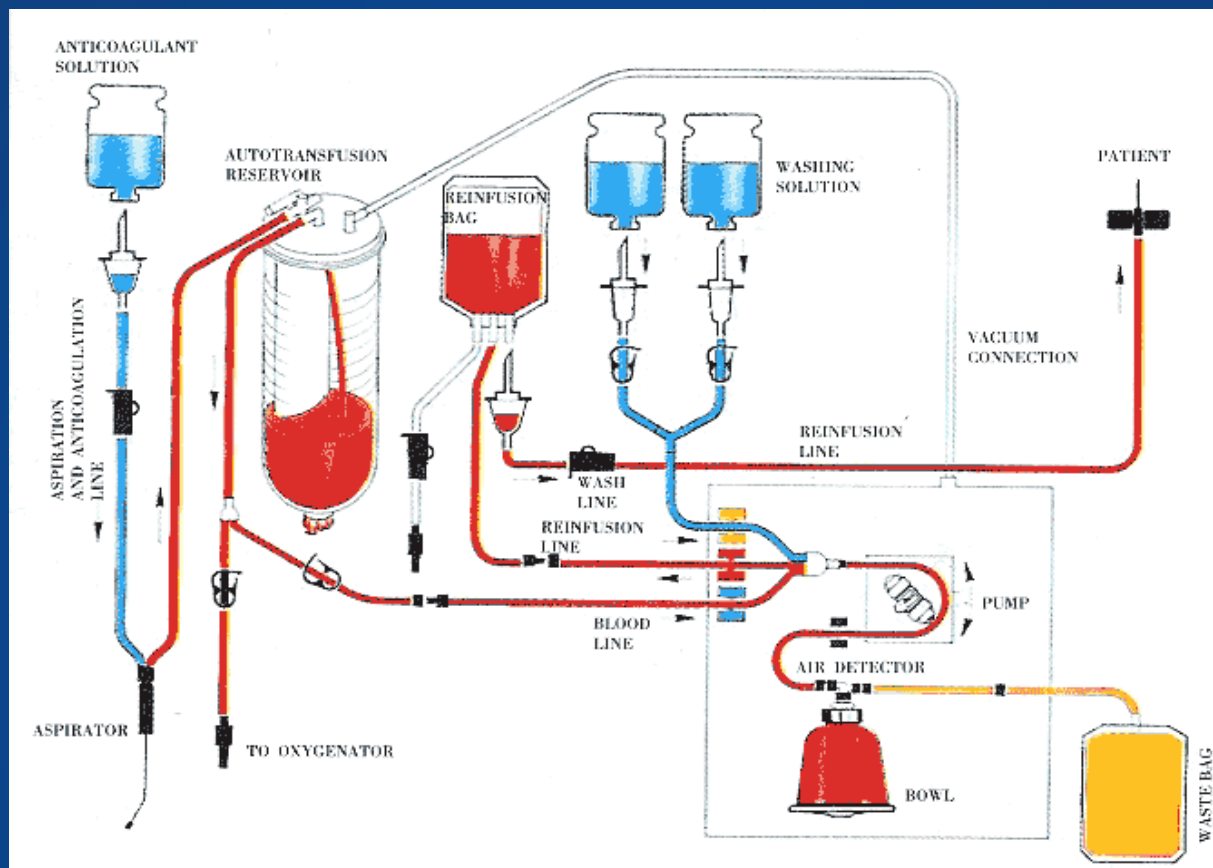 ANTICOAGULANT
SOLUTION
AUTOTRANSFUSION
RESERVOIR
REINFUSION
BAG
WASHING
SOLUTION
PATIENT
ASPIRATION
AND ANTICOAGULATION
LINE
VACUUM
CONNECTION
REINFUSION
LINE
WASH
LINE
REINFUSION
LINE
BLOOD
LINE
PUMP
AIR DETECTOR
ASPIRATOR
TO OXYGENATOR
BOWL
WASTE BAG